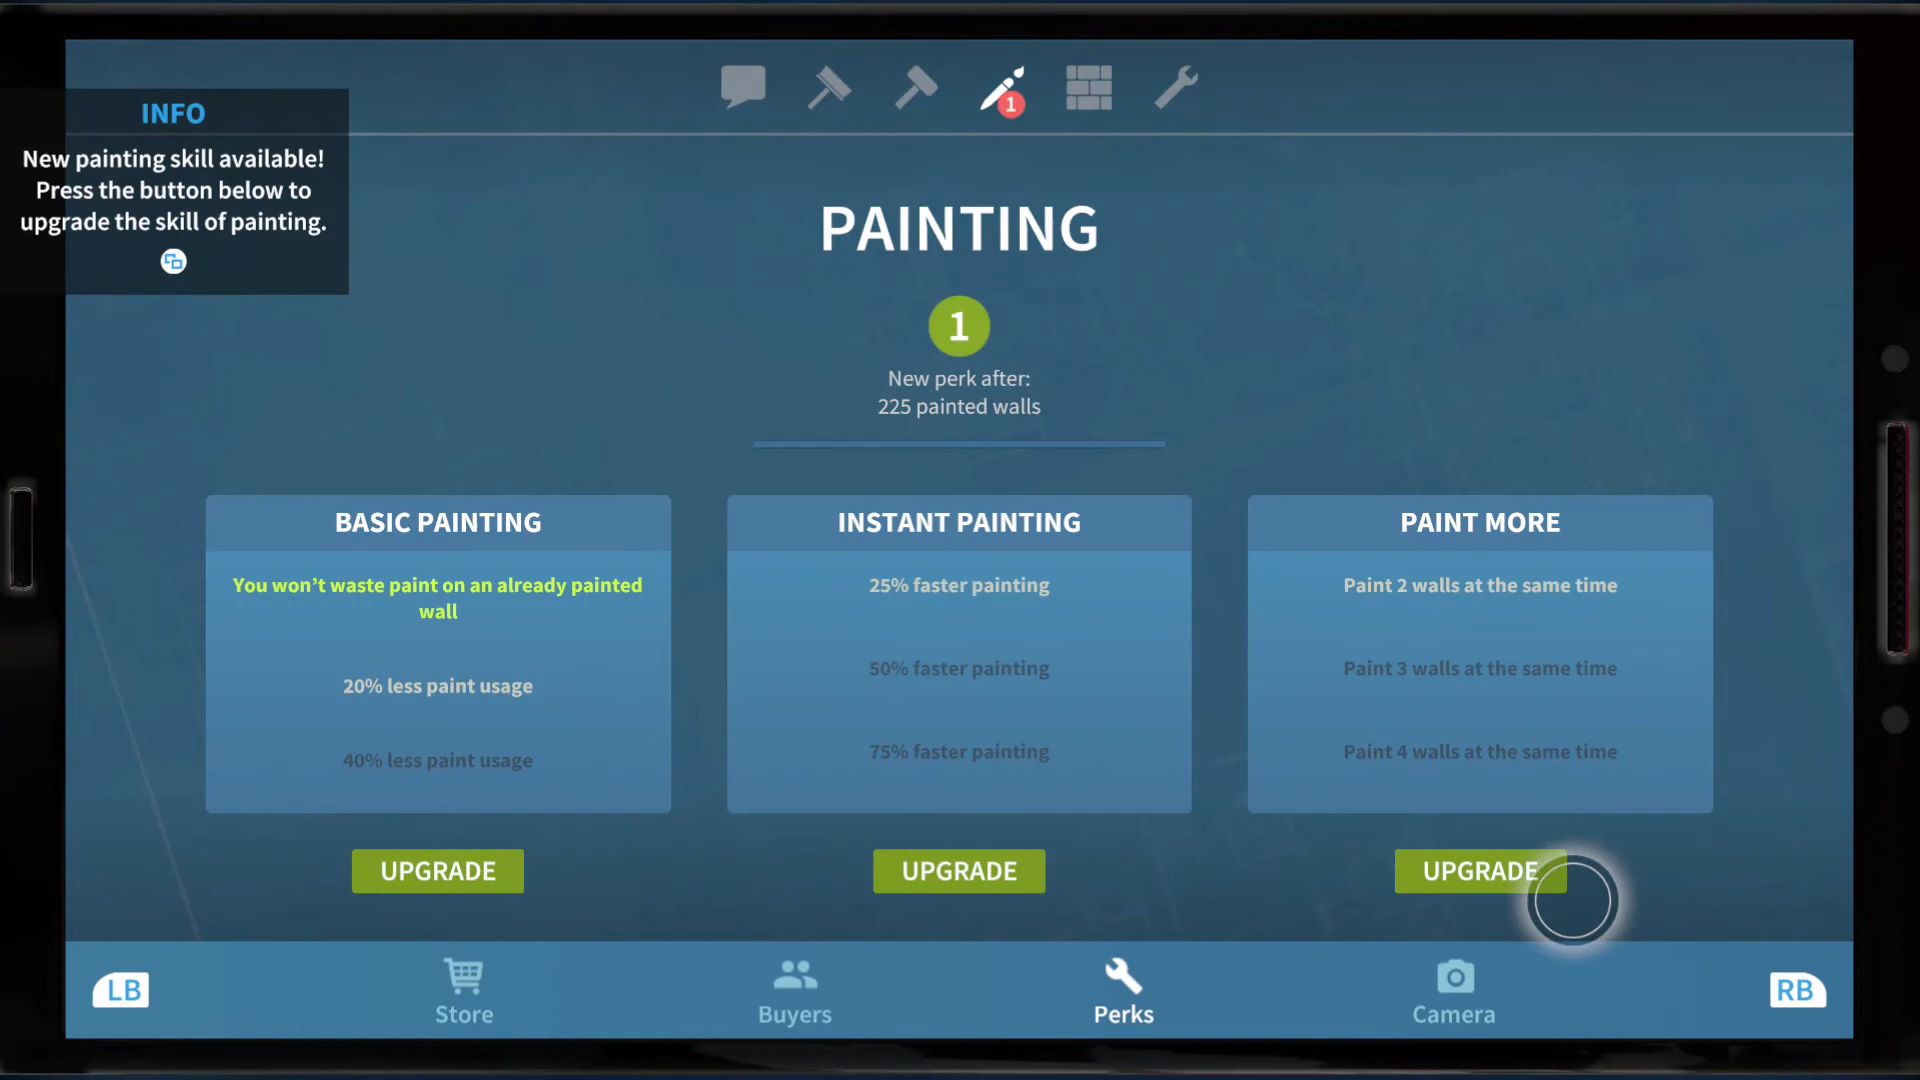 1
INFO
New painting skill available!
Press the button below to
upgrade the skill of painting.
PAINTING
1
New perk after:
225 painted walls
BASIC PAINTING
You won’t waste paint on an already painted
wall
20% less paint usage
40% less paint usage
UPGRADE
INSTANT PAINTING
25% faster painting
50% faster painting
75% faster painting
UPGRADE
PAINT MORE
Paint 2 walls at the same time
Paint 3 walls at the same time
Paint 4 walls at the same time
UPGRADE
LB
Store
Buyers
Perks
Camera
RB